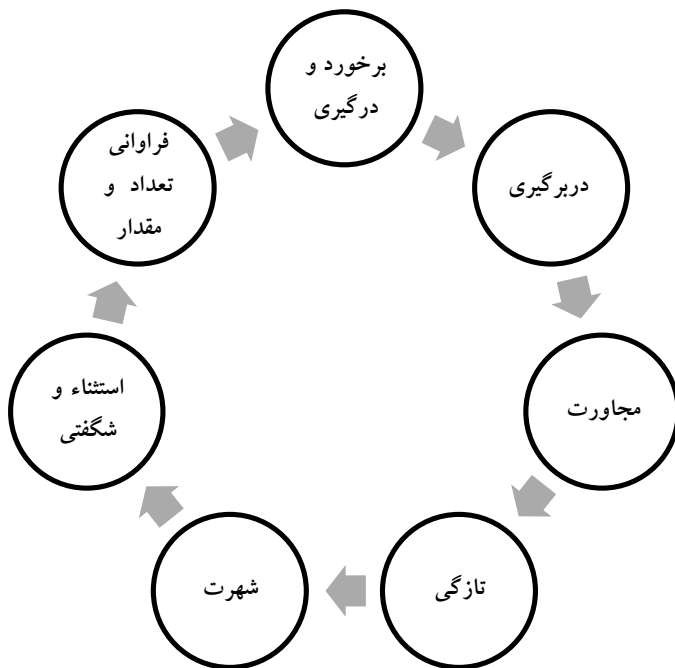 برخورد و
درگیری
دربرگیری
مجاورت
تازگی
شهرت
استثناء و
شگفتی
فراوانی
تعداد و
مقدار